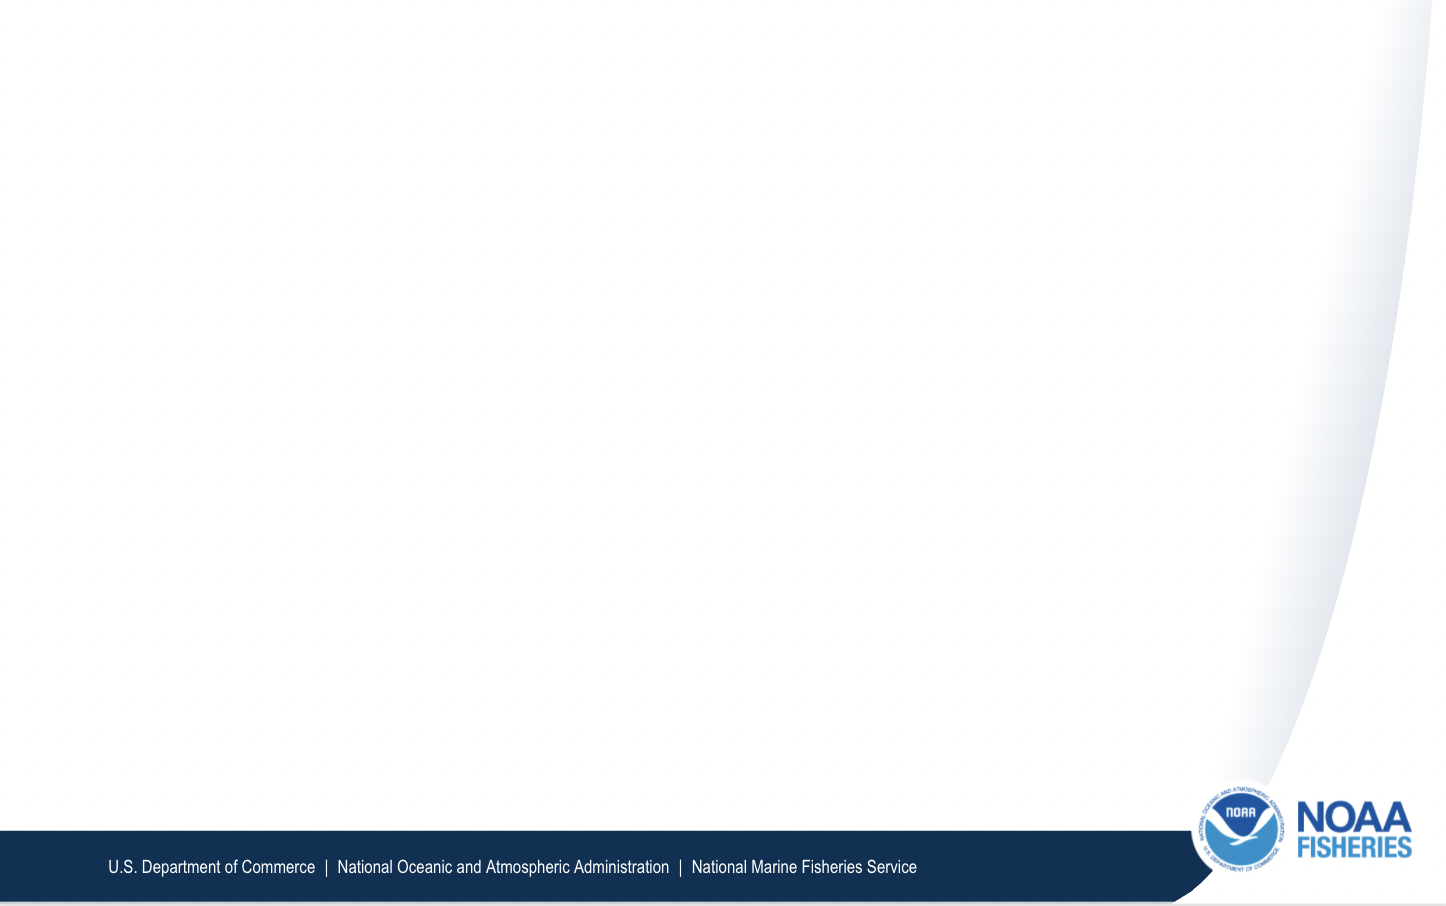 U.S. Department of Commerce | National Oceanic and Atmospheric Administration | National Marine Fisheries Service
NATIONAL OCEANIC AND ATMOSPHERIC ADMINISTRATION
NOAA
U.S. DEPARTMENT OF COMMERCE
NOAA
FISHERIES